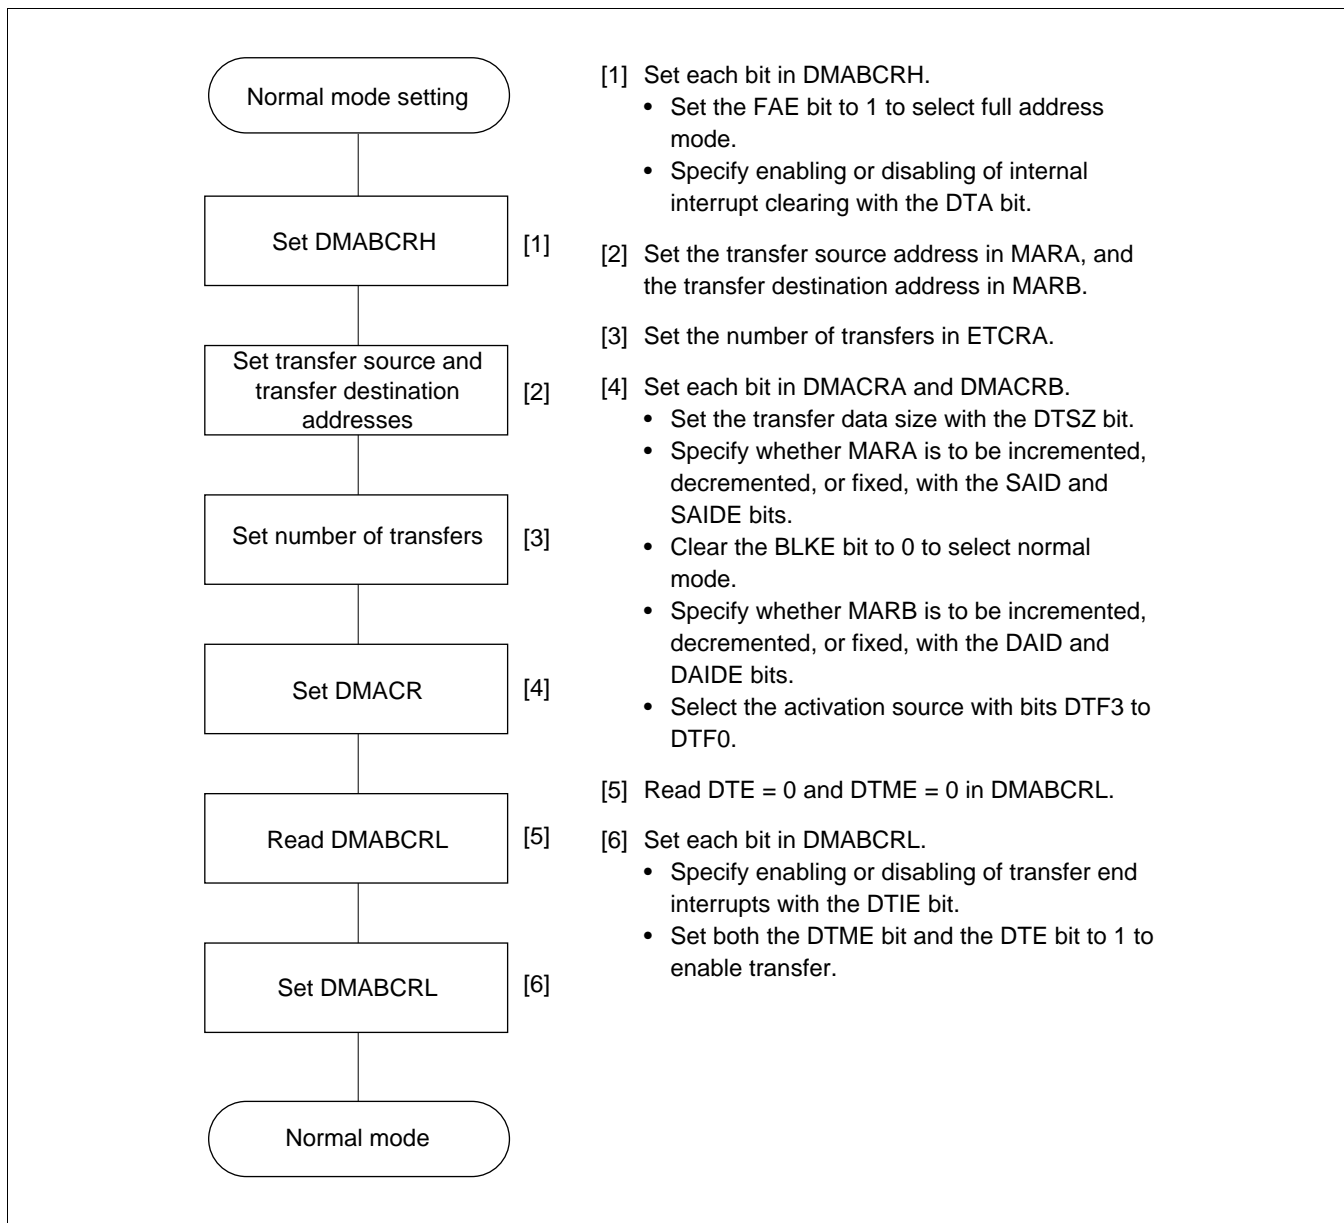 Normal mode setting
Set DMABCRH
[1]
Set transfer source and
transfer destination
addresses
[2]
Set number of transfers
[3]
Set DMACR
[4]
Read DMABCRL
[5]
Set DMABCRL
[6]
Normal mode
[1] Set each bit in DMABCRH.
• Set the FAE bit to 1 to select full address
mode.
• Specify enabling or disabling of internal
interrupt clearing with the DTA bit.
[2] Set the transfer source address in MARA, and
the transfer destination address in MARB.
[3] Set the number of transfers in ETCRA.
[4] Set each bit in DMACRA and DMACRB.
• Set the transfer data size with the DTSZ bit.
• Specify whether MARA is to be incremented,
decremented, or fixed, with the SAID and
SAIDE bits.
• Clear the BLKE bit to 0 to select normal
mode.
• Specify whether MARB is to be incremented,
decremented, or fixed, with the DAID and
DAIDE bits.
• Select the activation source with bits DTF3 to
DTF0.
[5] Read DTE = 0 and DTME = 0 in DMABCRL.
[6] Set each bit in DMABCRL.
• Specify enabling or disabling of transfer end
interrupts with the DTIE bit.
• Set both the DTME bit and the DTE bit to 1 to
enable transfer.